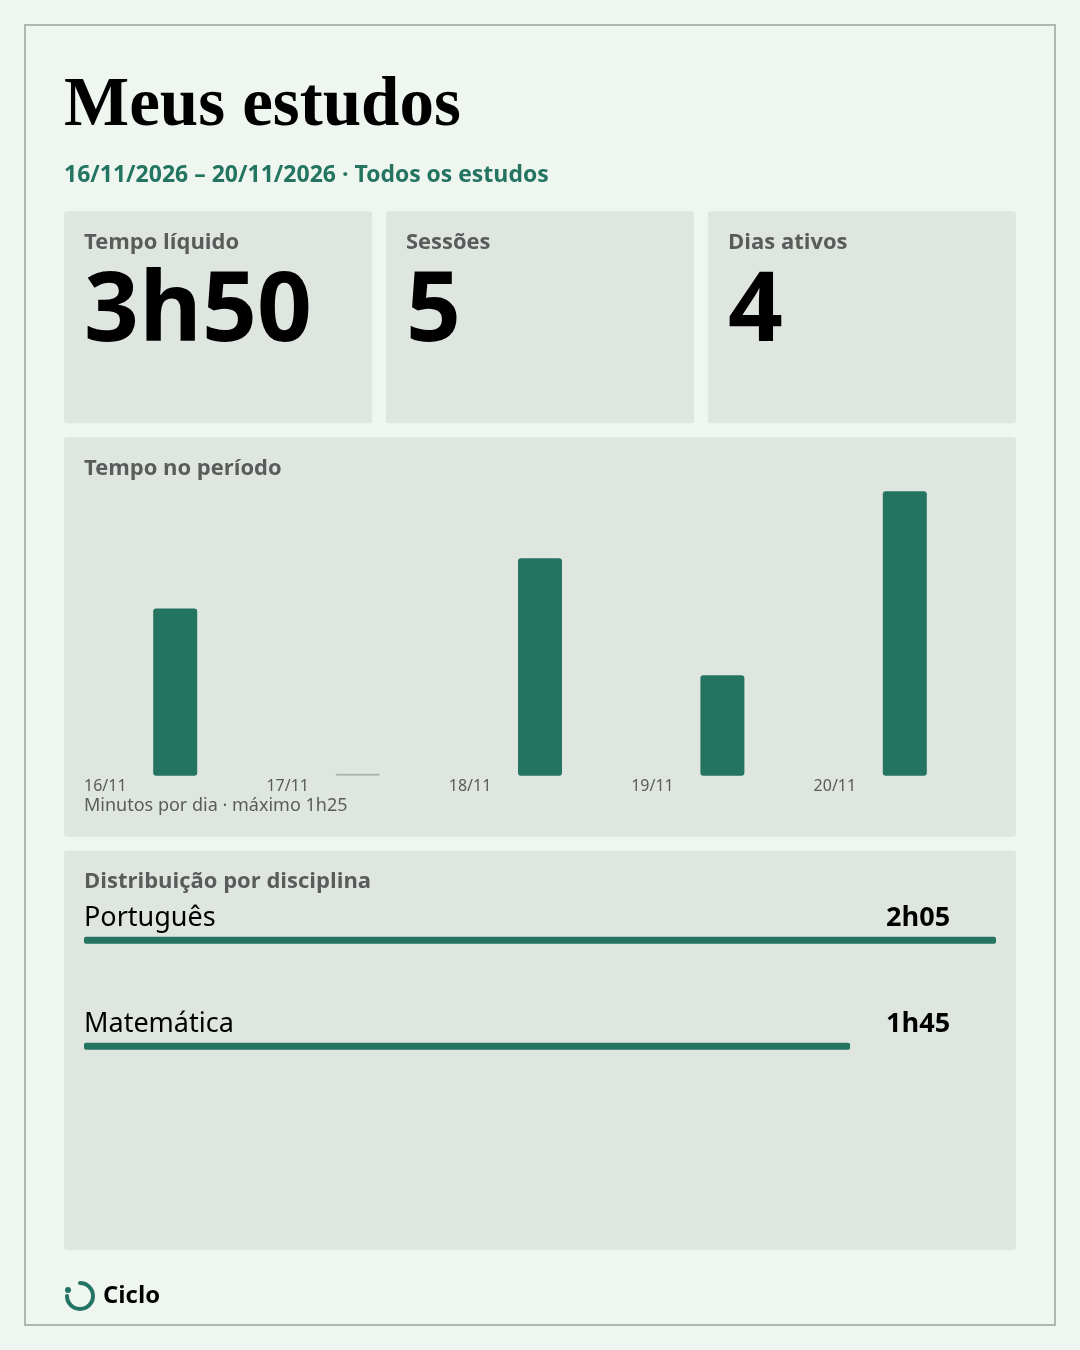 Meus estudos
16/11/2026 – 20/11/2026 · Todos os estudos
Tempo líquido
3h50
Sessões
5
Dias ativos
4
Tempo no período
16/11 17/11 18/11 19/11 20/11
Minutos por dia · máximo 1h25
Distribuição por disciplina
Português 2h05
Matemática 1h45
Ciclo